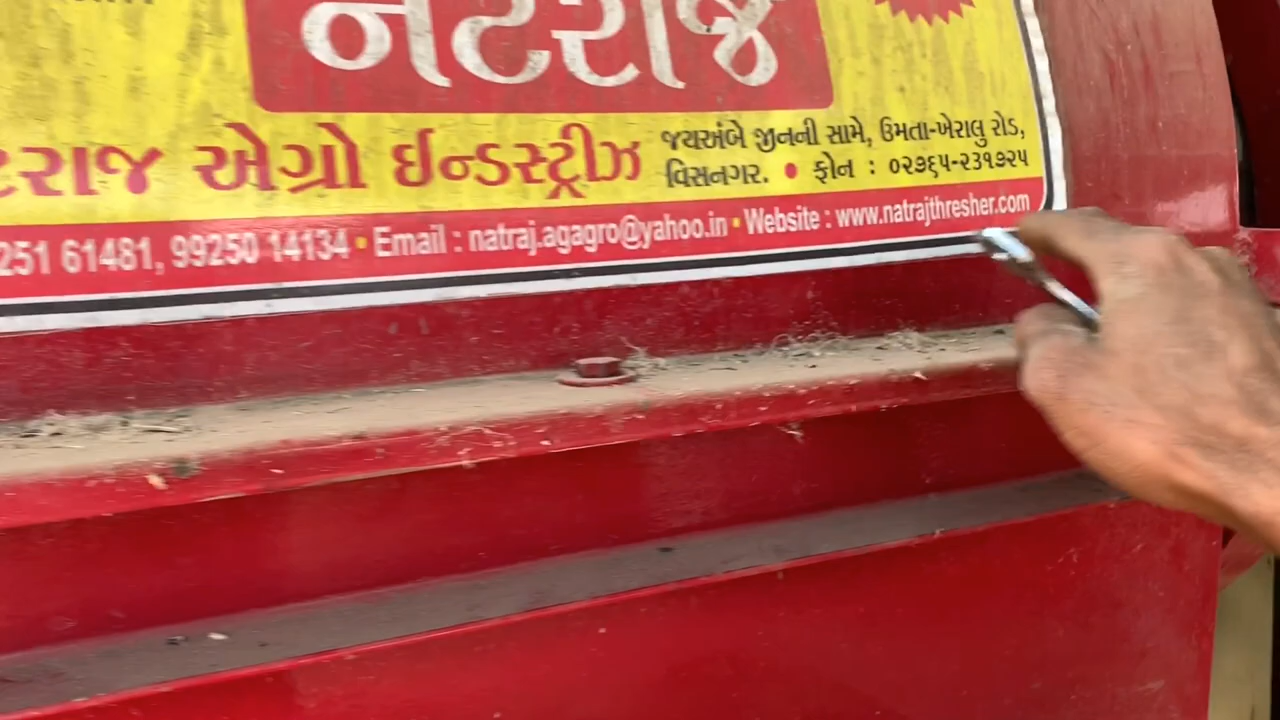 નટરાજ
ટરાજ એગ્રો ઈન્ડસ્ટ્રીઝ
જયઅંબે જીનની સામે, ઉમતા-ખેરાલુ રોડ,
વિસનગર. • ફોન : ૦૨૭૬૫-૨૩૧૭૨૫
251 61481, 99250 14134 • Email : natraj.agagro@yahoo.in • Website : www.natrajthresher.com